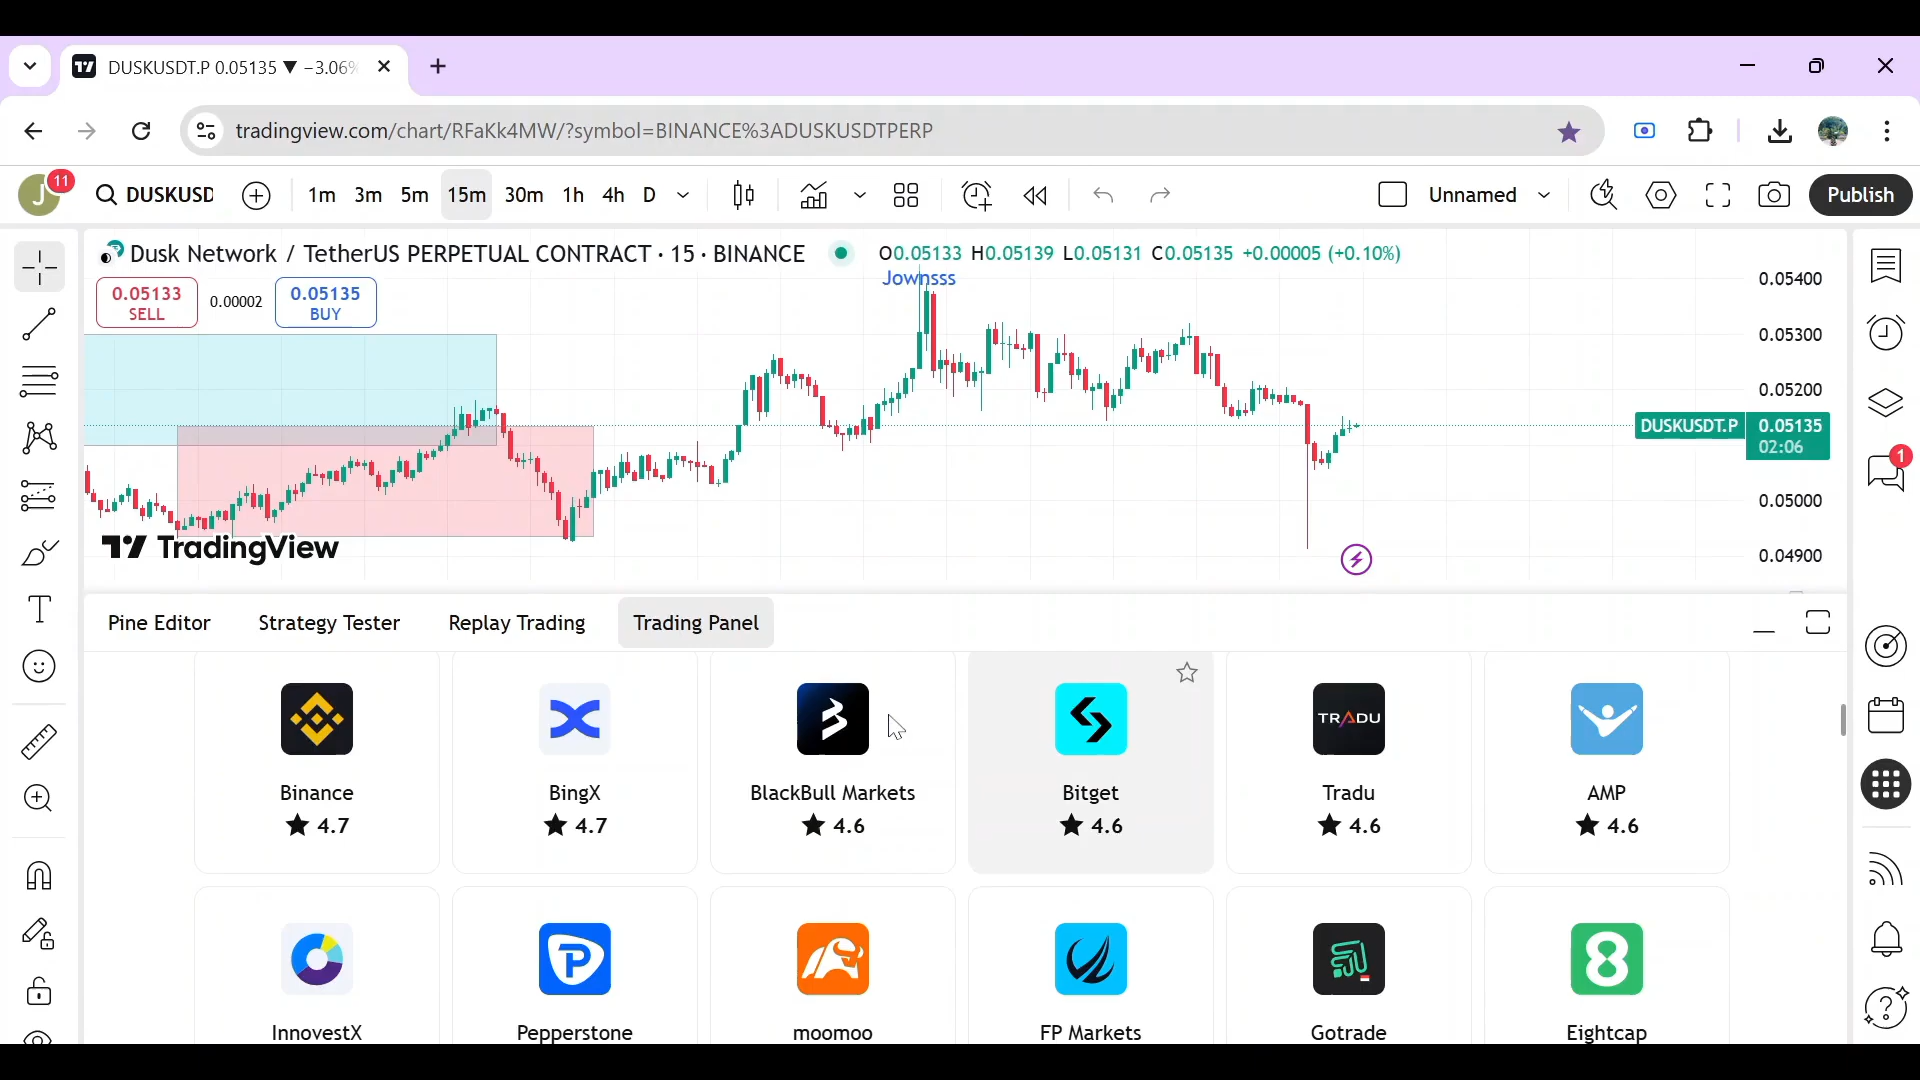 DUSKUSDT.P 0.05135 ▼ −3.06%
tradingview.com/chart/RFaKk4MW/?symbol=BINANCE%3ADUSKUSDTPERP
J 11
DUSKUSD 1m 3m 5m 15m 30m 1h 4h D Unnamed Publish
Dusk Network / TetherUS PERPETUAL CONTRACT · 15 · BINANCE O0.05133 H0.05139 L0.05131 C0.05135 +0.00005 (+0.10%)
Jownsss
0.05133 0.00002 0.05135
SELL BUY
0.05400
0.05300
0.05200
DUSKUSDT.P 0.05135
02:06
1
0.05000
TradingView
0.04900
Pine Editor Strategy Tester Replay Trading Trading Panel
TRADU
Binance BingX BlackBull Markets Bitget Tradu AMP
4.7 4.7 4.6 4.6 4.6 4.6
InnovestX Pepperstone moomoo FP Markets Gotrade Eightcap